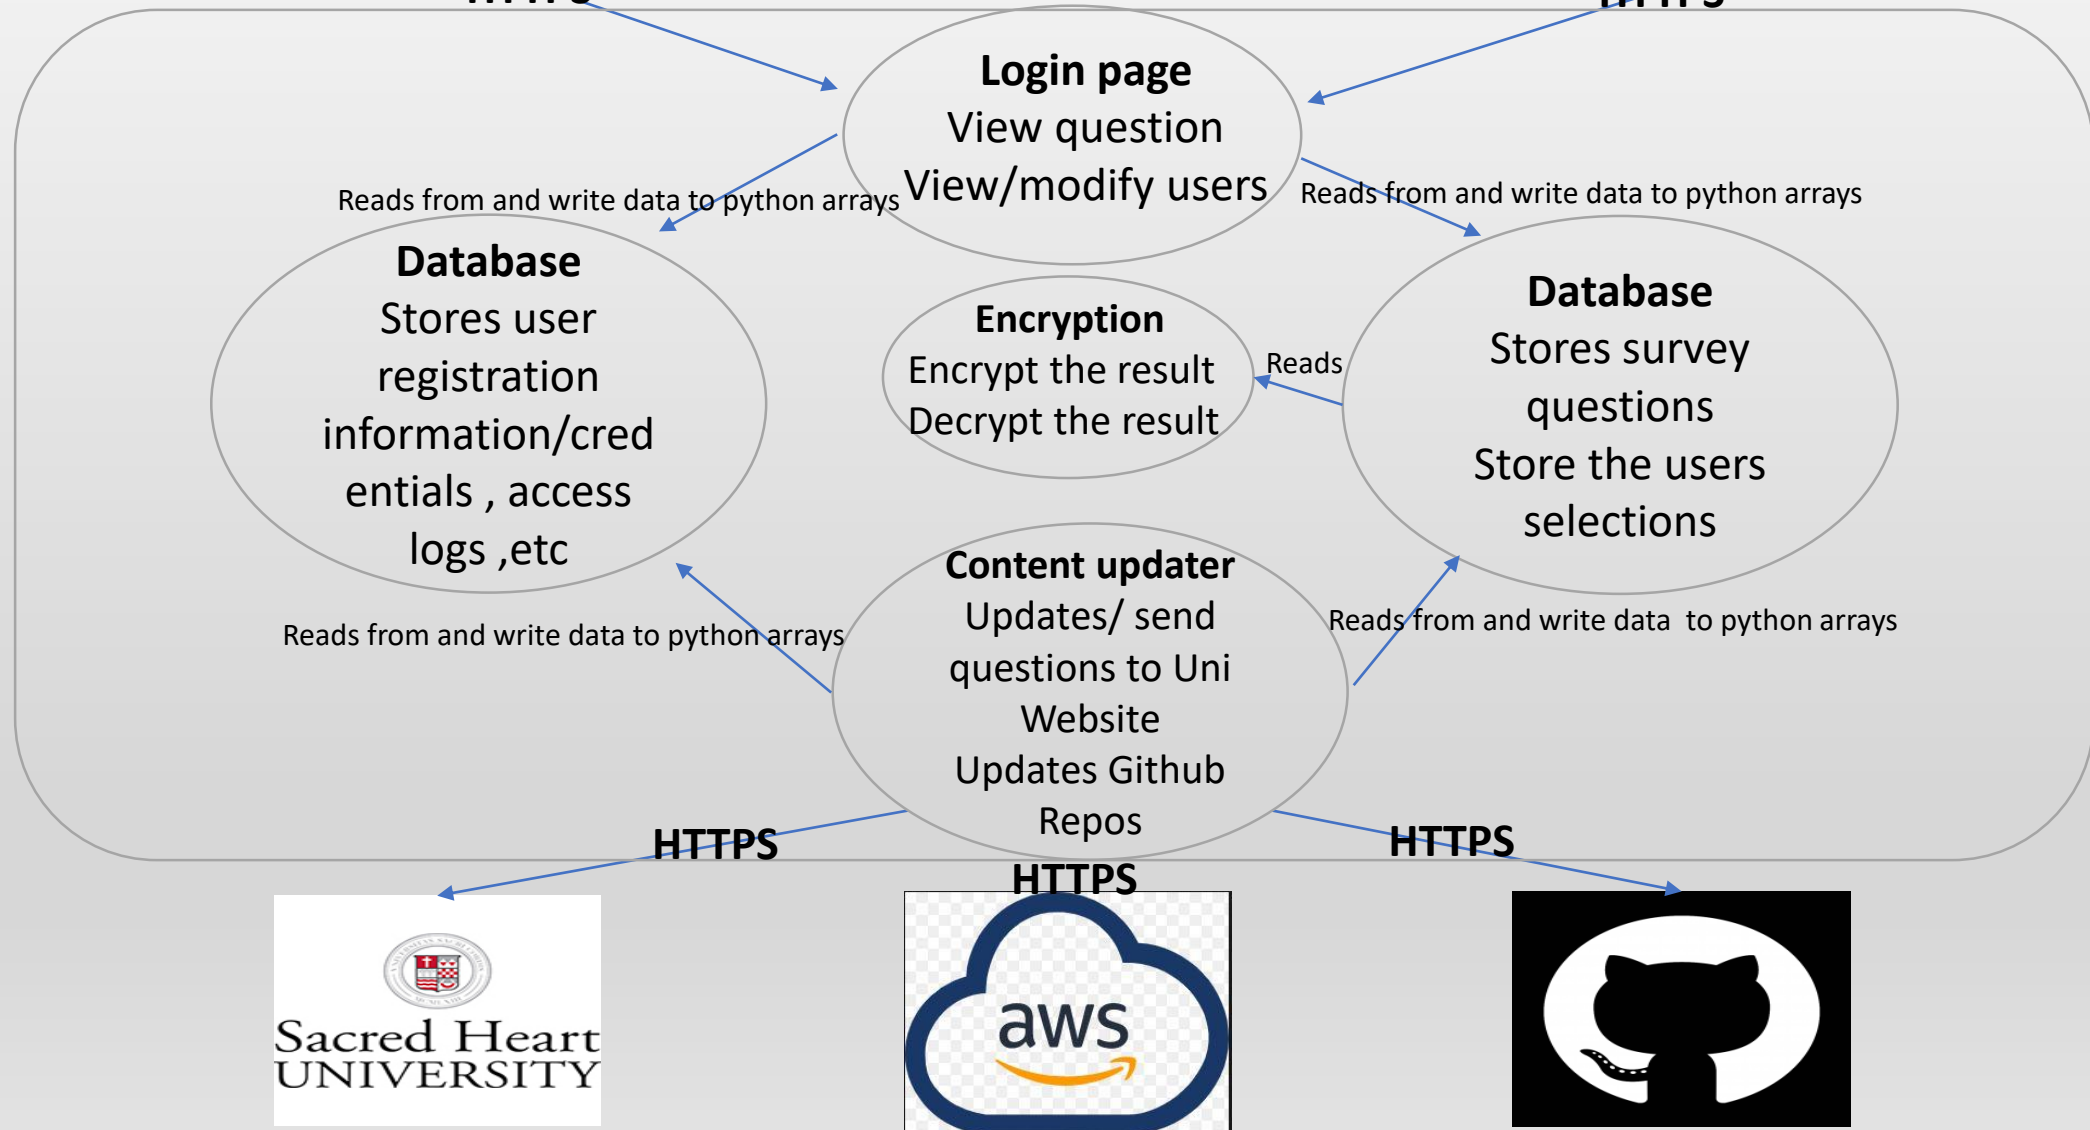 HTTPS
HTTPS
Login page
View question
View/modify users
Reads from and write data to python arrays
Reads from and write data to python arrays
Database
Stores user
registration
information/cred
entials , access
logs ,etc
Encryption
Encrypt the result
Decrypt the result
Reads
Database
Stores survey
questions
Store the users
selections
Content updater
Updates/ send
questions to Uni
Website
Updates Github
Repos
Reads from and write data to python arrays
Reads from and write data  to python arrays
HTTPS
HTTPS
HTTPS
Sacred Heart
UNIVERSITY
aws